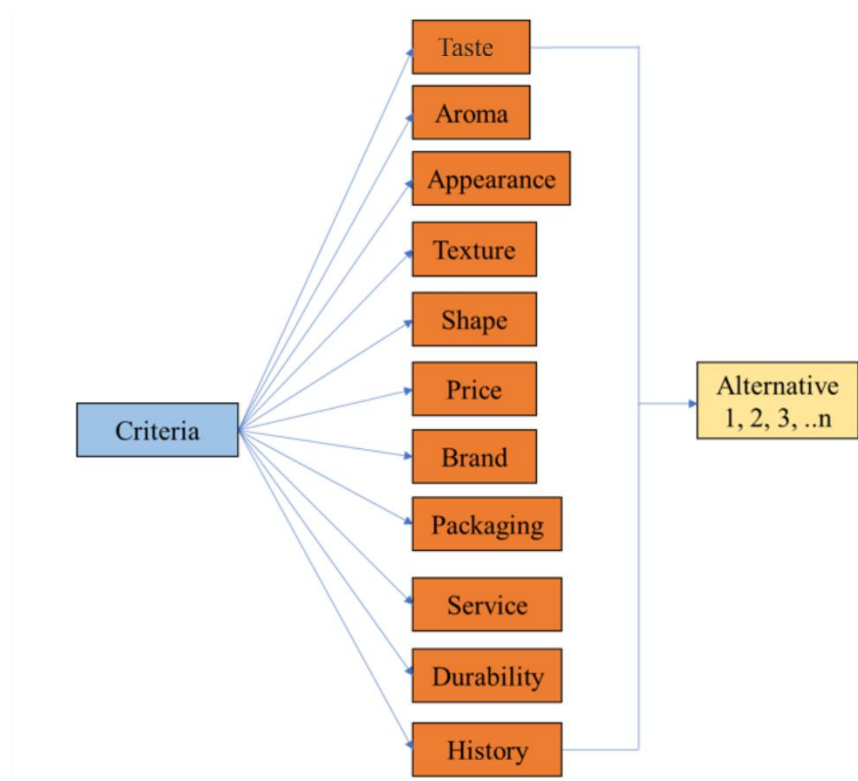 Taste
Aroma
Appearance
Texture
Shape
Price
Criteria
Brand
Packaging
Service
Durability
History
Alternative
1, 2, 3, ..n